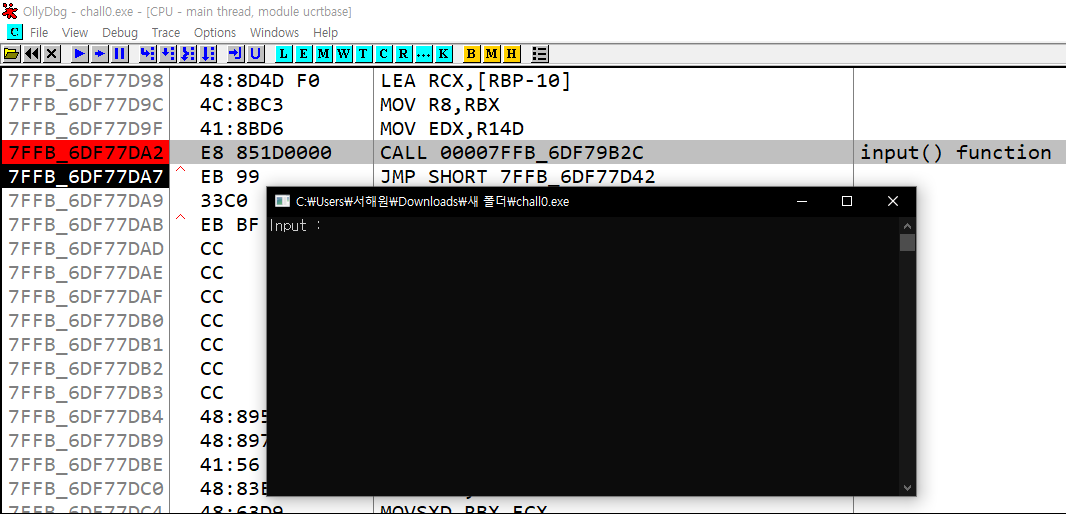 OllyDbg - chall0.exe - [CPU - main thread, module ucrtbase]
C File View Debug Trace Options Windows Help
L E M W T C R ... K B M H
7FFB_6DF77D98 48:8D4D F0 LEA RCX,[RBP-10]
7FFB_6DF77D9C 4C:8BC3 MOV R8,RBX
7FFB_6DF77D9F 41:8BD6 MOV EDX,R14D
7FFB_6DF77DA2 E8 851D0000 CALL 00007FFB_6DF79B2C input() function
7FFB_6DF77DA7 ^ EB 99 JMP SHORT 7FFB_6DF77D42
7FFB_6DF77DA9 33C0
7FFB_6DF77DAB ^ EB BF
7FFB_6DF77DAD CC
7FFB_6DF77DAE CC
7FFB_6DF77DAF CC
7FFB_6DF77DB0 CC
7FFB_6DF77DB1 CC
7FFB_6DF77DB2 CC
7FFB_6DF77DB3 CC
7FFB_6DF77DB4 48:895
7FFB_6DF77DB9 48:897
7FFB_6DF77DBE 41:56
7FFB_6DF77DC0 48:83E
7FFB_6DF77DC4 48:63D9 MOVSXD RBX,ECX
C:\Users\서해원\Downloads\새 폴더\chall0.exe
Input :